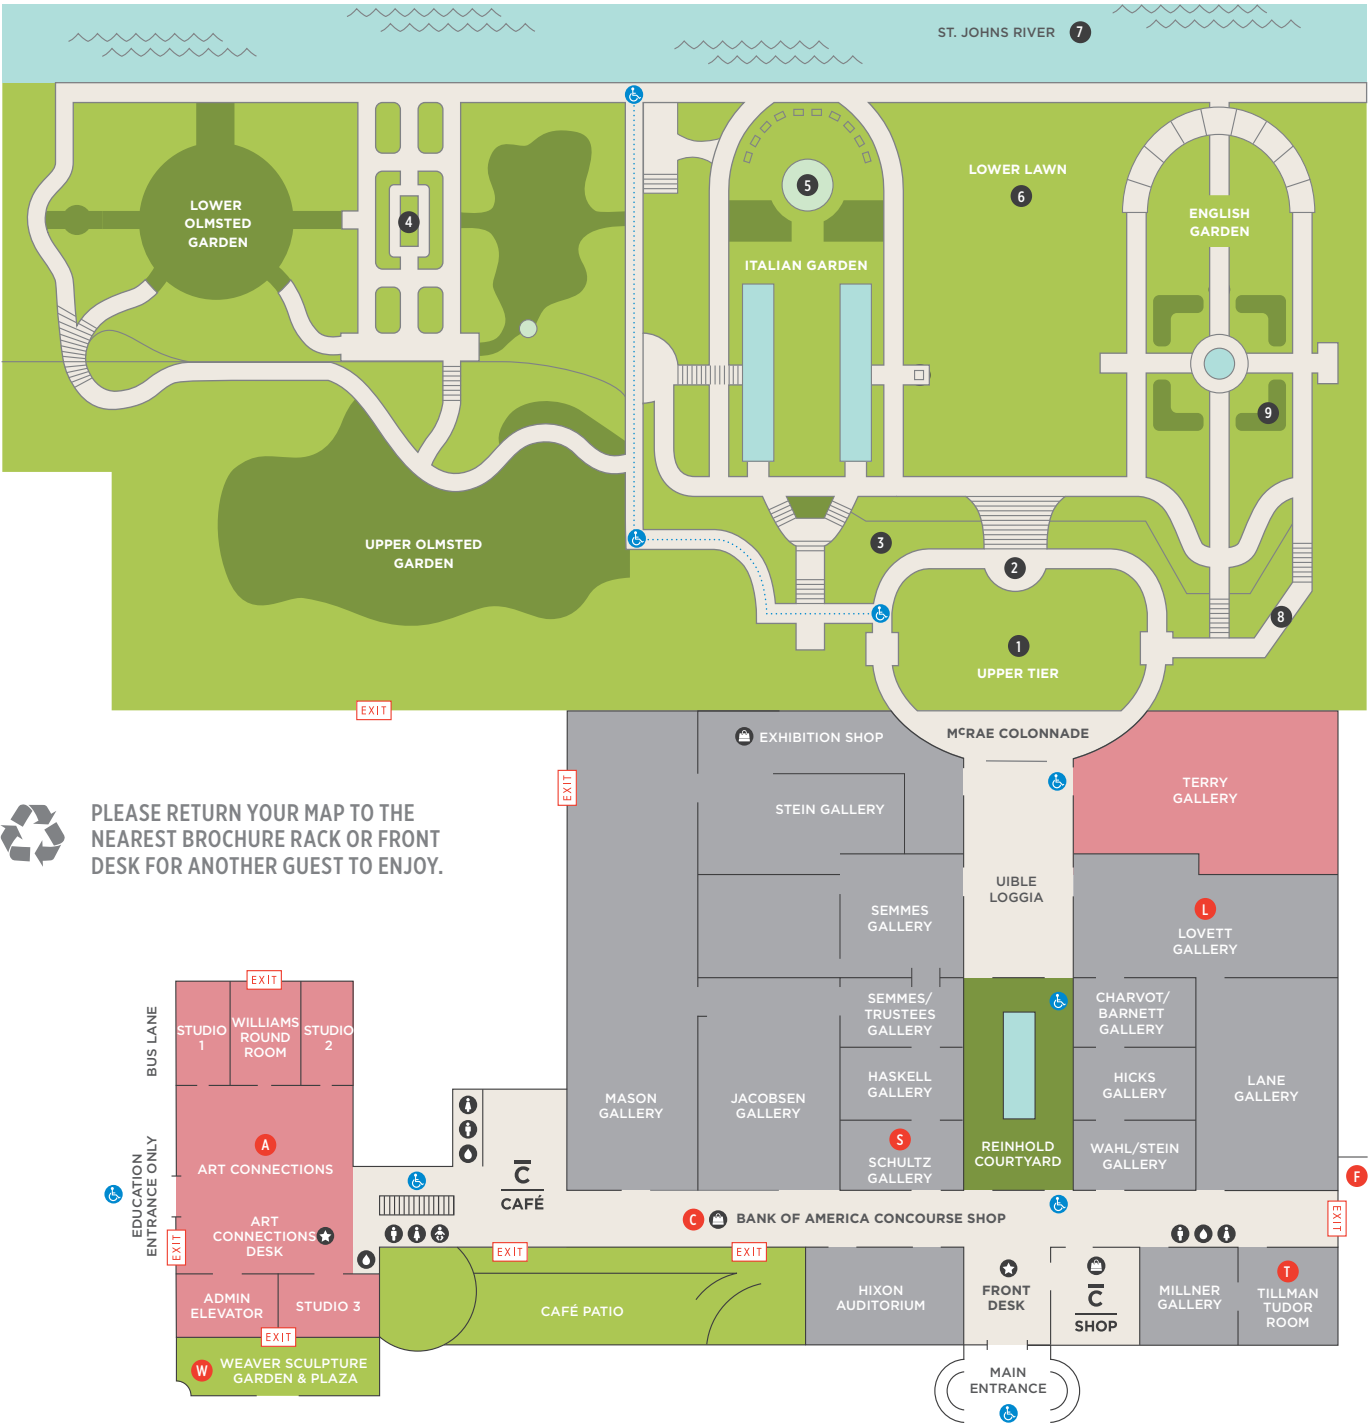 ST. JOHNS RIVER 7
LOWER
OLMSTED
GARDEN
4
5
ITALIAN GARDEN
LOWER LAWN
6
ENGLISH
GARDEN
9
UPPER OLMSTED
GARDEN
3
2
8
1
UPPER TIER
EXIT
McRAE COLONNADE
EXHIBITION SHOP
EXIT
STEIN GALLERY
TERRY
GALLERY
PLEASE RETURN YOUR MAP TO THE
NEAREST BROCHURE RACK OR FRONT
DESK FOR ANOTHER GUEST TO ENJOY.
UIBLE
LOGGIA
SEMMES
GALLERY
L
LOVETT
GALLERY
EXIT
BUS LANE
STUDIO
1
WILLIAMS
ROUND
ROOM
STUDIO
2
SEMMES/
TRUSTEES
GALLERY
CHARVOT/
BARNETT
GALLERY
MASON
GALLERY
JACOBSEN
GALLERY
HASKELL
GALLERY
HICKS
GALLERY
LANE
GALLERY
S
SCHULTZ
GALLERY
REINHOLD
COURTYARD
WAHL/STEIN
GALLERY
F
A
ART CONNECTIONS
EDUCATION
ENTRANCE ONLY
C
CAFÉ
ART
CONNECTIONS
DESK
EXIT
C BANK OF AMERICA CONCOURSE SHOP
EXIT
EXIT
EXIT
ADMIN
ELEVATOR
STUDIO 3
CAFÉ PATIO
HIXON
AUDITORIUM
FRONT
DESK
C
SHOP
MILLNER
GALLERY
T
TILLMAN
TUDOR
ROOM
EXIT
W WEAVER SCULPTURE
GARDEN & PLAZA
MAIN
ENTRANCE